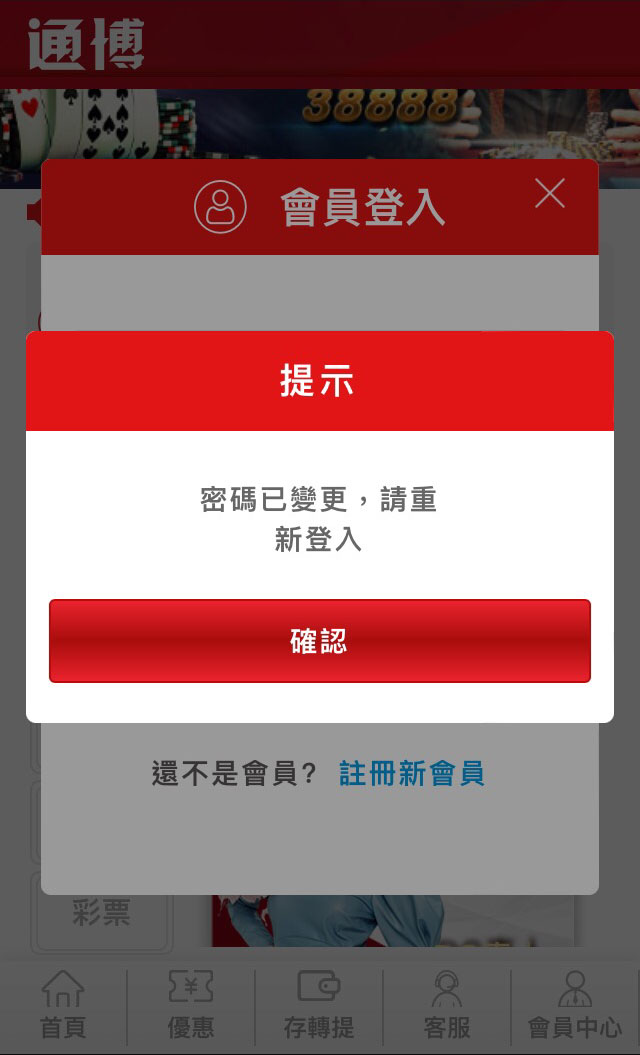 通博
38888
會員登入
提示
密碼已變更，請重
新登入
確認
還不是會員? 註冊新會員
彩票
首頁
優惠
存轉提
客服
會員中心